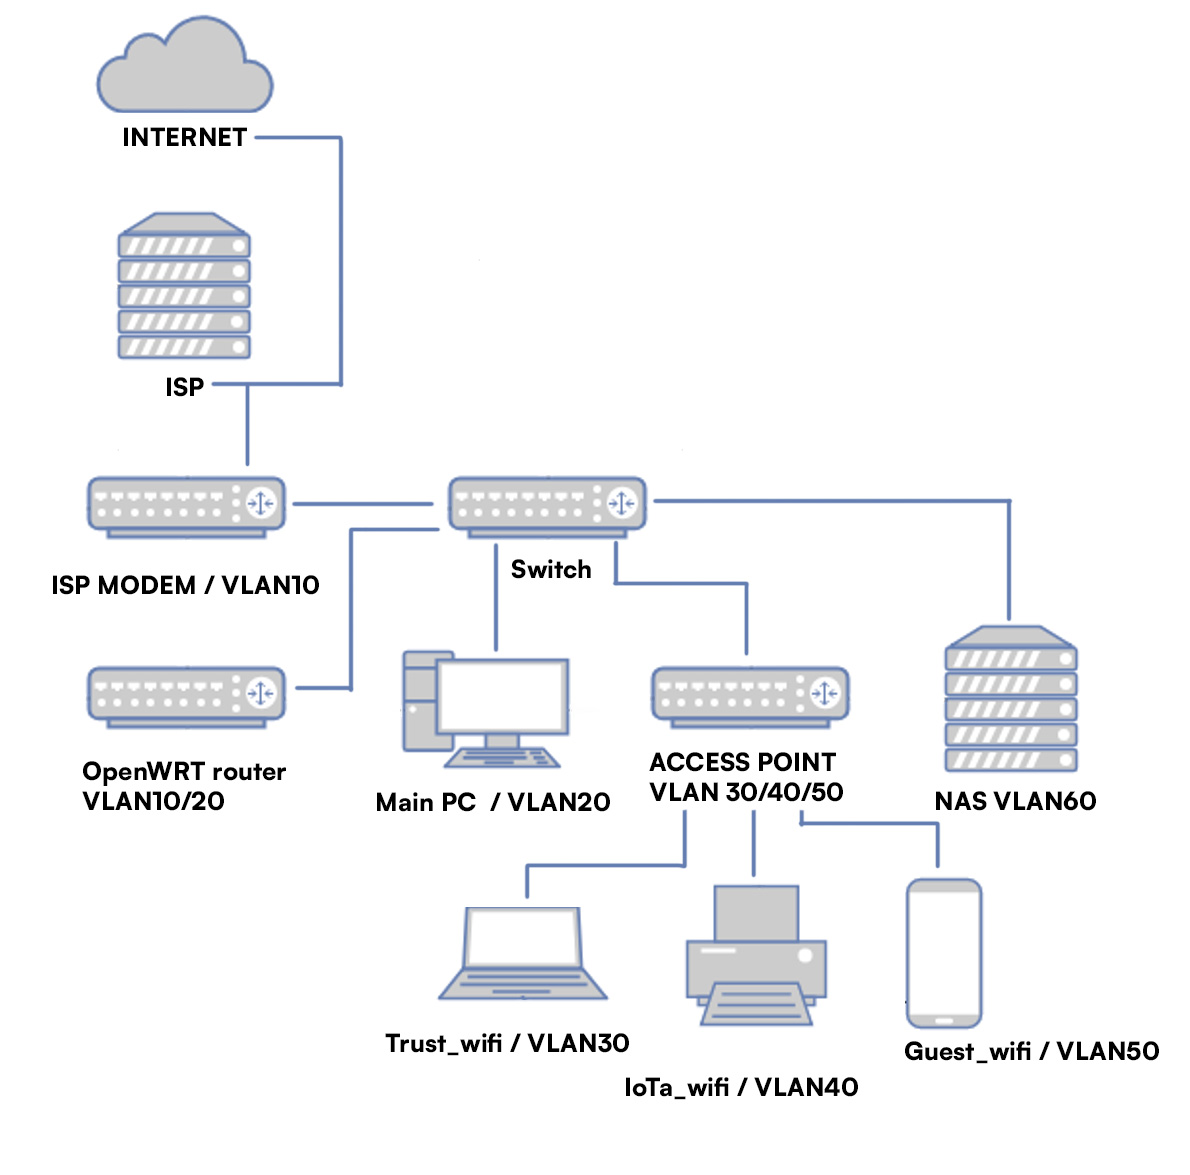 INTERNET
ISP
ISP MODEM / VLAN10
Switch
OpenWRT router
VLAN10/20
Main PC / VLAN20
ACCESS POINT
VLAN 30/40/50
NAS VLAN60
Trust_wifi / VLAN30
IoTa_wifi / VLAN40
Guest_wifi / VLAN50